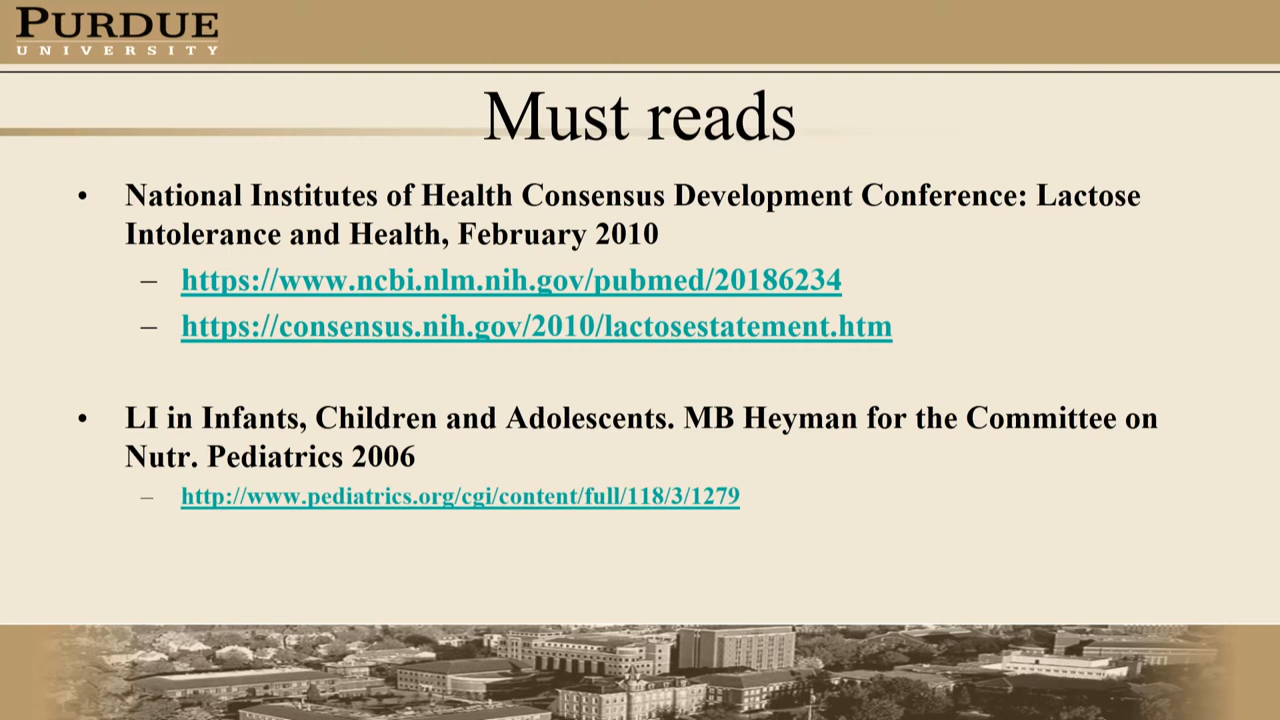 PURDUE
UNIVERSITY
Must reads
• National Institutes of Health Consensus Development Conference: Lactose
Intolerance and Health, February 2010
– https://www.ncbi.nlm.nih.gov/pubmed/20186234
– https://consensus.nih.gov/2010/lactosestatement.htm
• LI in Infants, Children and Adolescents. MB Heyman for the Committee on
Nutr. Pediatrics 2006
– http://www.pediatrics.org/cgi/content/full/118/3/1279